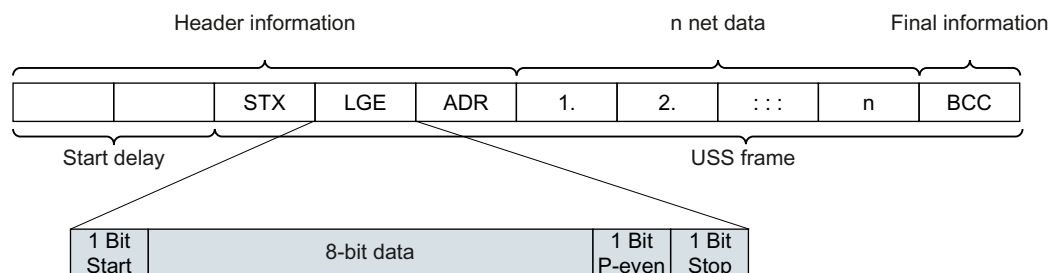 Header information n net data Final information
STX LGE ADR 1. 2. : : : n BCC
Start delay USS frame
1 Bit Start 8-bit data 1 Bit P-even 1 Bit Stop